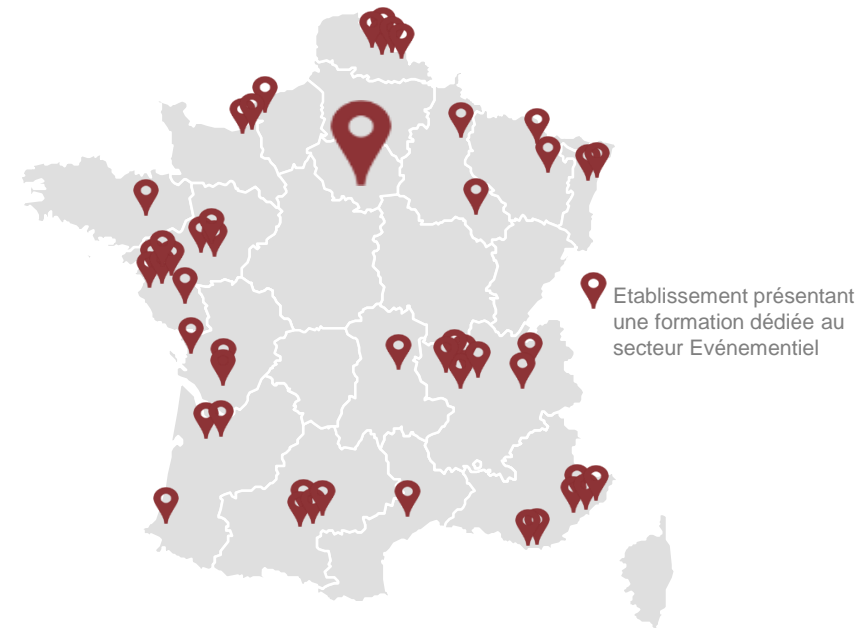 Etablissement présentant
une formation dédiée au
secteur Evénementiel